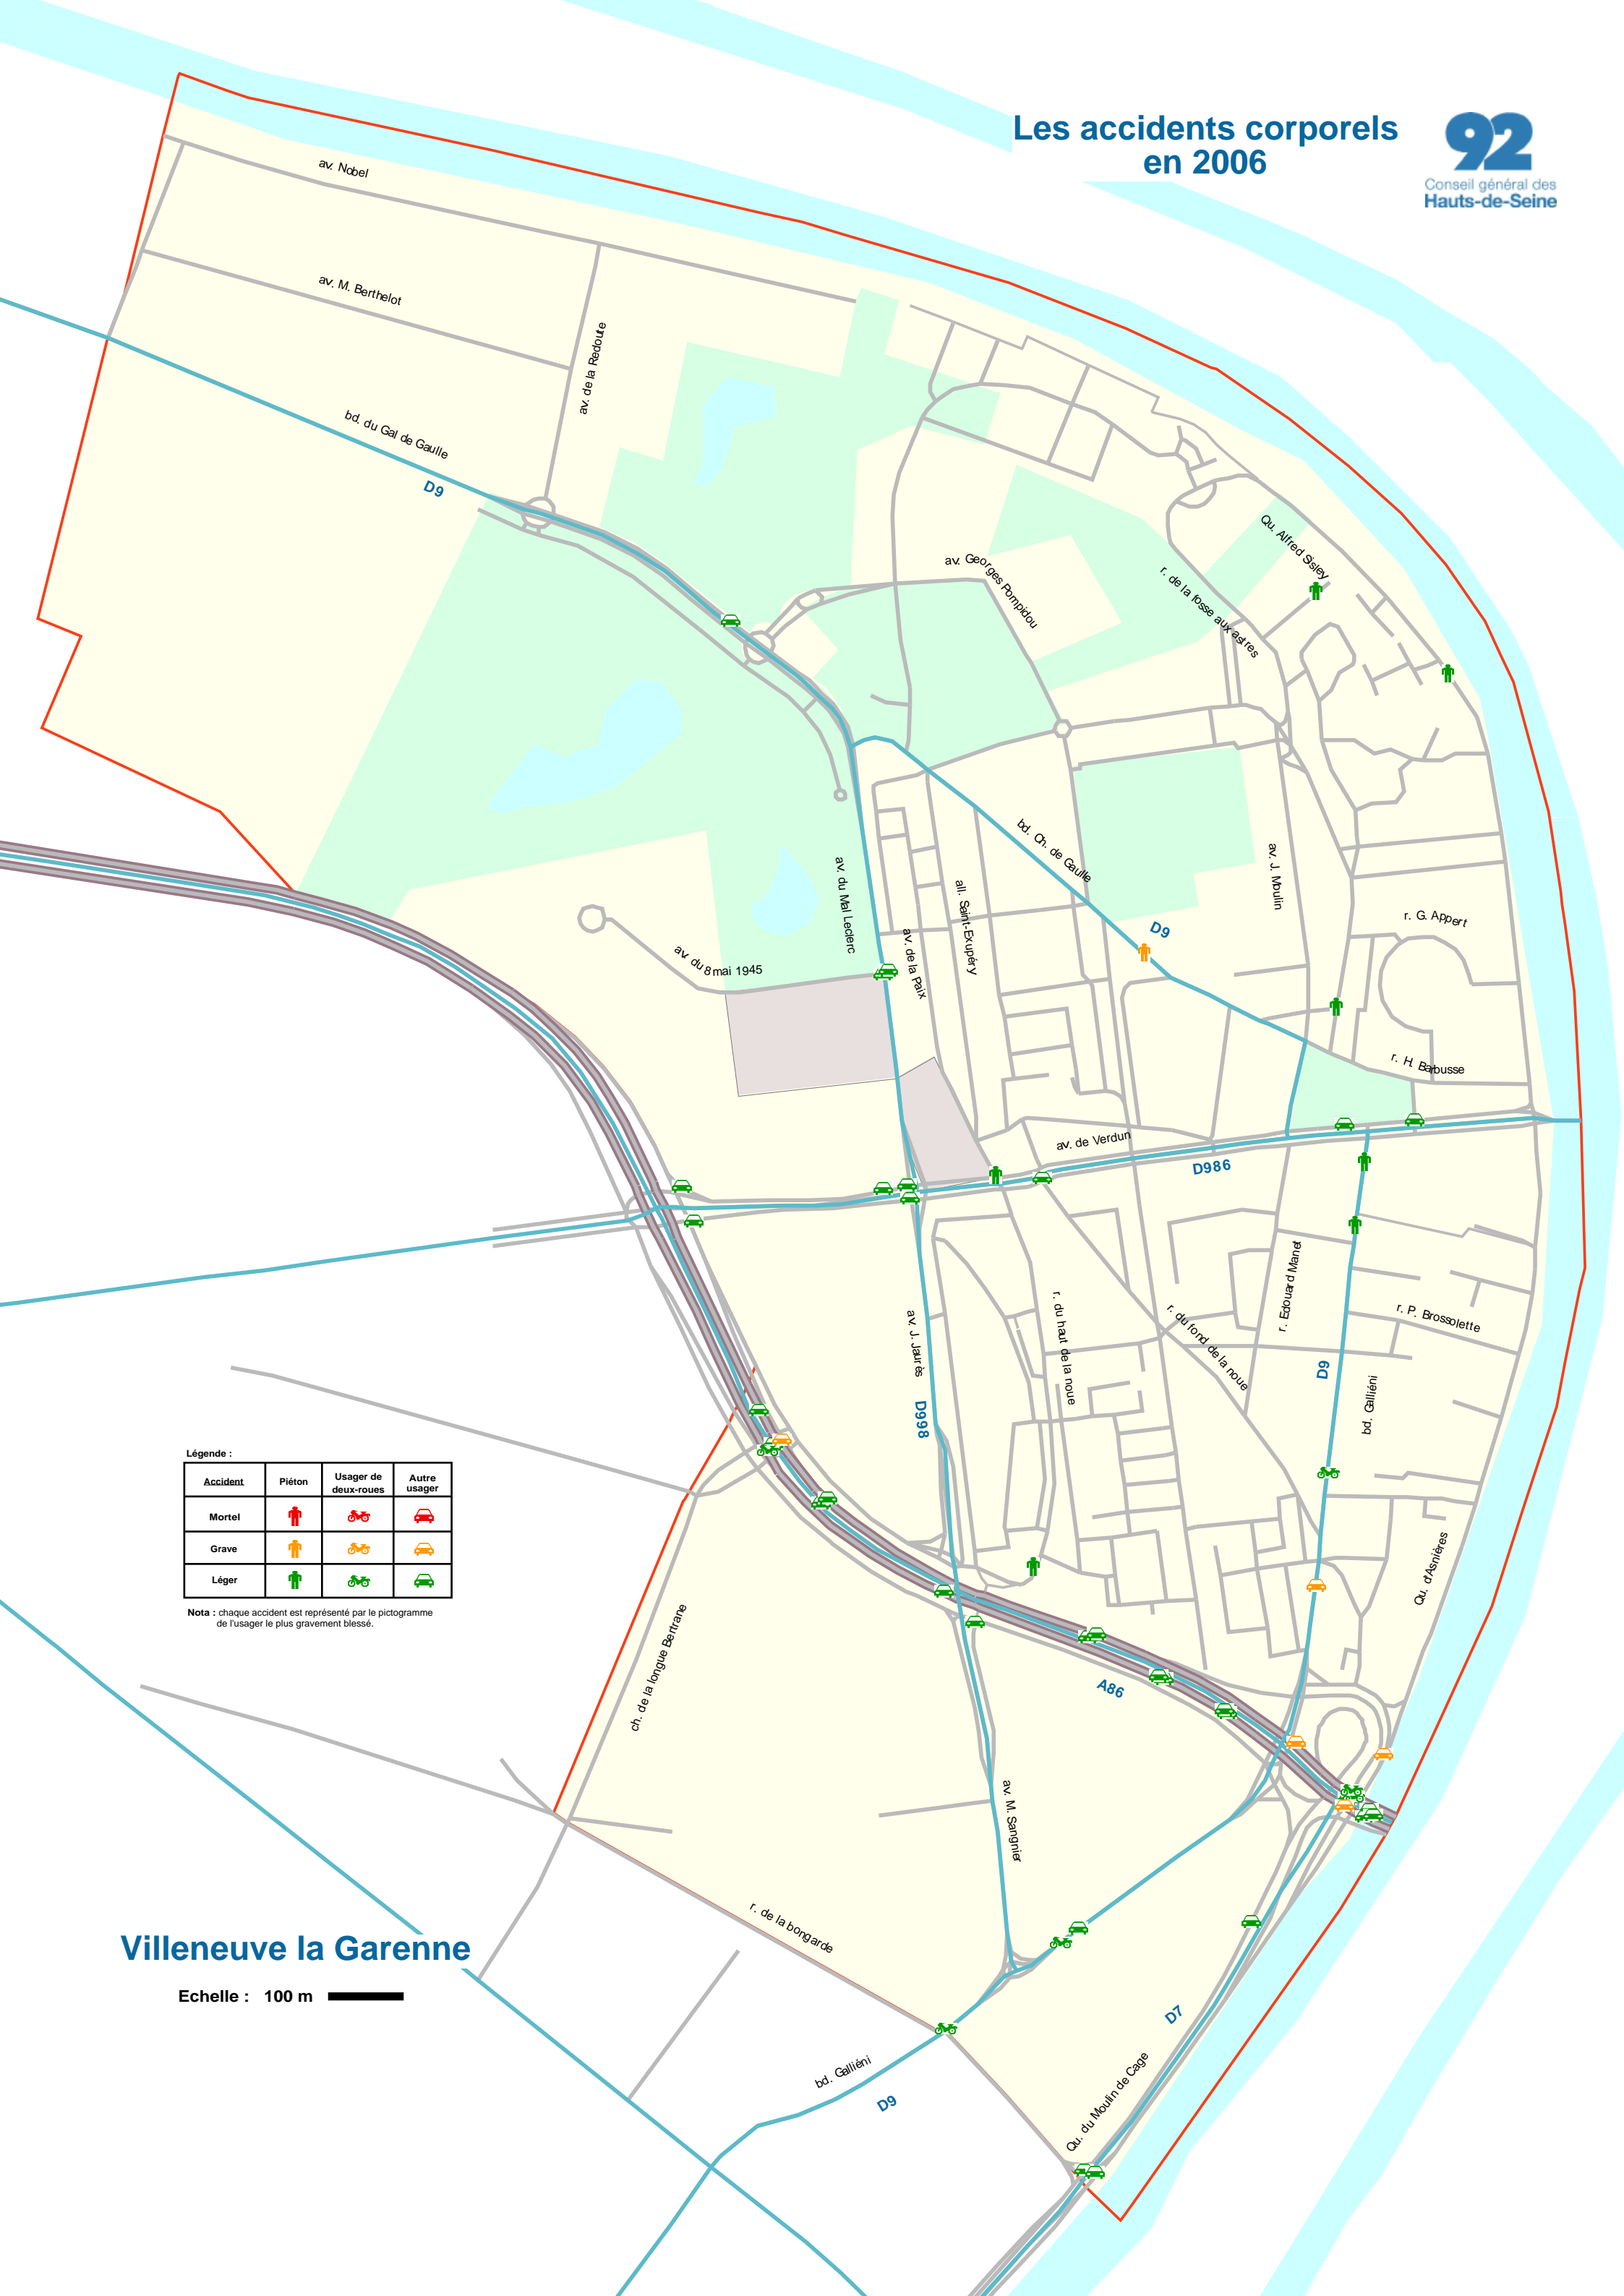 Les accidents corporels
en 2006
92
Conseil général des
Hauts-de-Seine
av. Nobel
av. M. Berthelot
av. de la Redoute
bd. du Gal de Gaulle
D9
Qu. Alfred Sisley
av. Georges Pompidou
r. de la fosse aux astres
bd. Ch. de Gaulle
av. J. Moulin
av. du Mal Leclerc
all. Saint-Exupéry
av. de la Paix
r. G. Appert
D9
av. du 8 mai 1945
r. H. Barbusse
av. de Verdun
D986
r. Edouard Manet
r. P. Brossolette
av. J. Jaurès
r. du haut de la noue
r. du fond de la noue
D9
bd. Galliéni
D998
Légende :
Accident
Piéton
Usager de
deux-roues
Autre
usager
Mortel
Grave
Léger
Nota : chaque accident est représenté par le pictogramme
de l'usager le plus gravement blessé.
Qu. d'Asnières
ch. de la longue Bertrane
A86
av. M. Sangnier
r. de la bongarde
Villeneuve la Garenne
Echelle : 100 m
D7
Qu. du Moulin de Cage
bd. Galliéni
D9